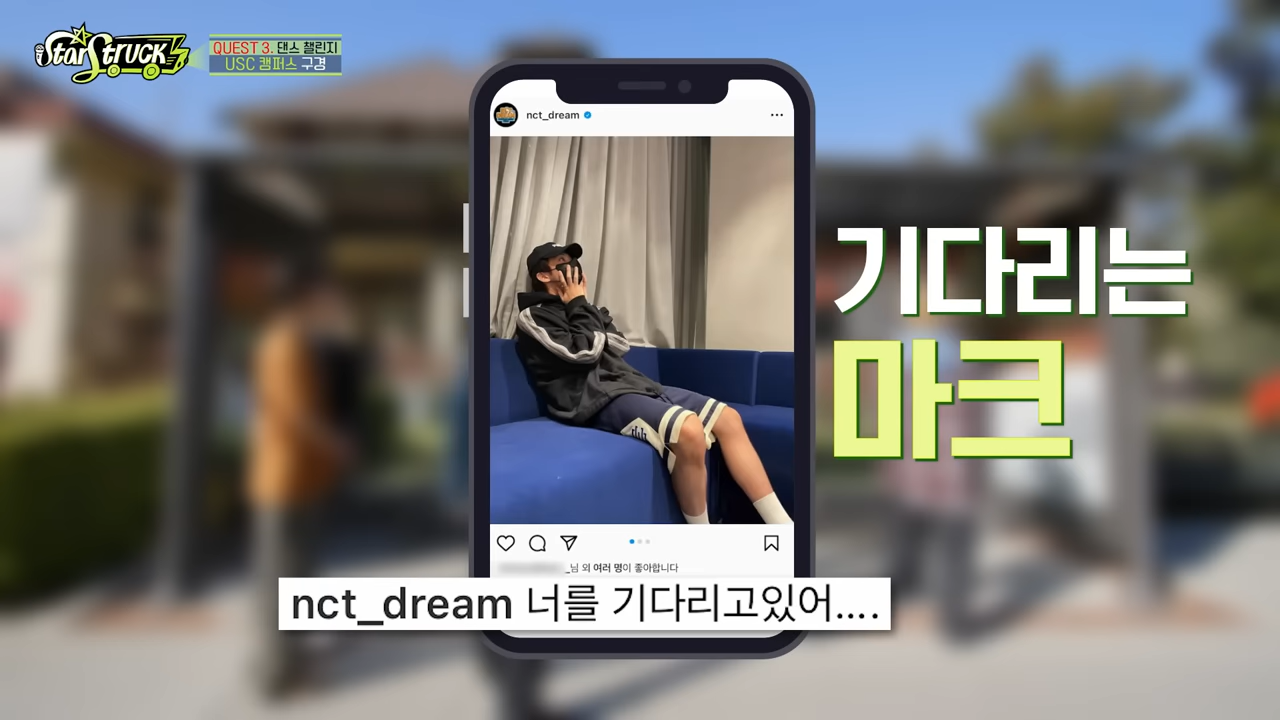 STARSTRUCK
QUEST 3. 댄스 챌린지
USC 캠퍼스 구경
nct_dream
기다리는
마크
_님 외 여러 명이 좋아합니다
nct_dream 너를 기다리고있어....